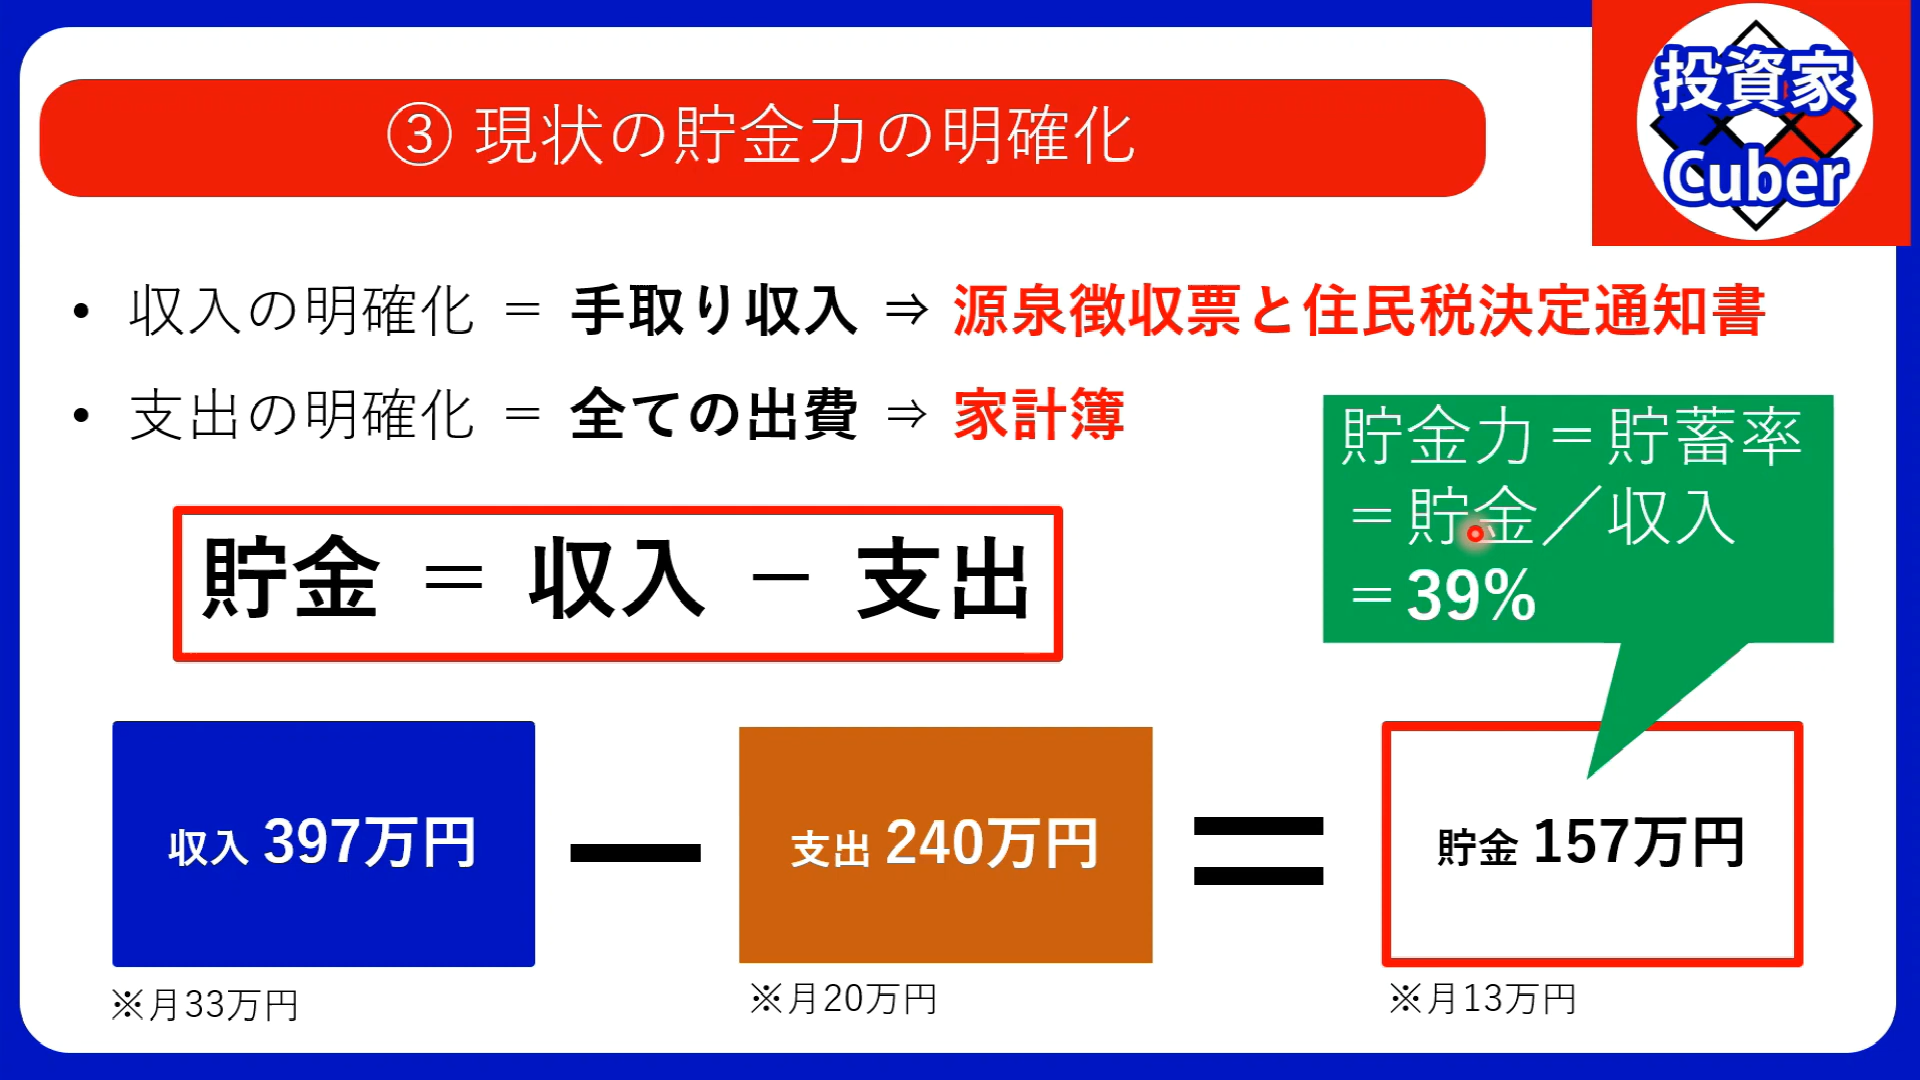 ③ 現状の貯金力の明確化
投資家
Cuber
• 収入の明確化 = 手取り収入 ⇒ 源泉徴収票と住民税決定通知書
• 支出の明確化 = 全ての出費 ⇒ 家計簿
貯金力＝貯蓄率
＝貯金／収入
＝39%
貯金 ＝ 収入 － 支出
収入 397万円 － 支出 240万円 ＝ 貯金 157万円
※月33万円
※月20万円
※月13万円